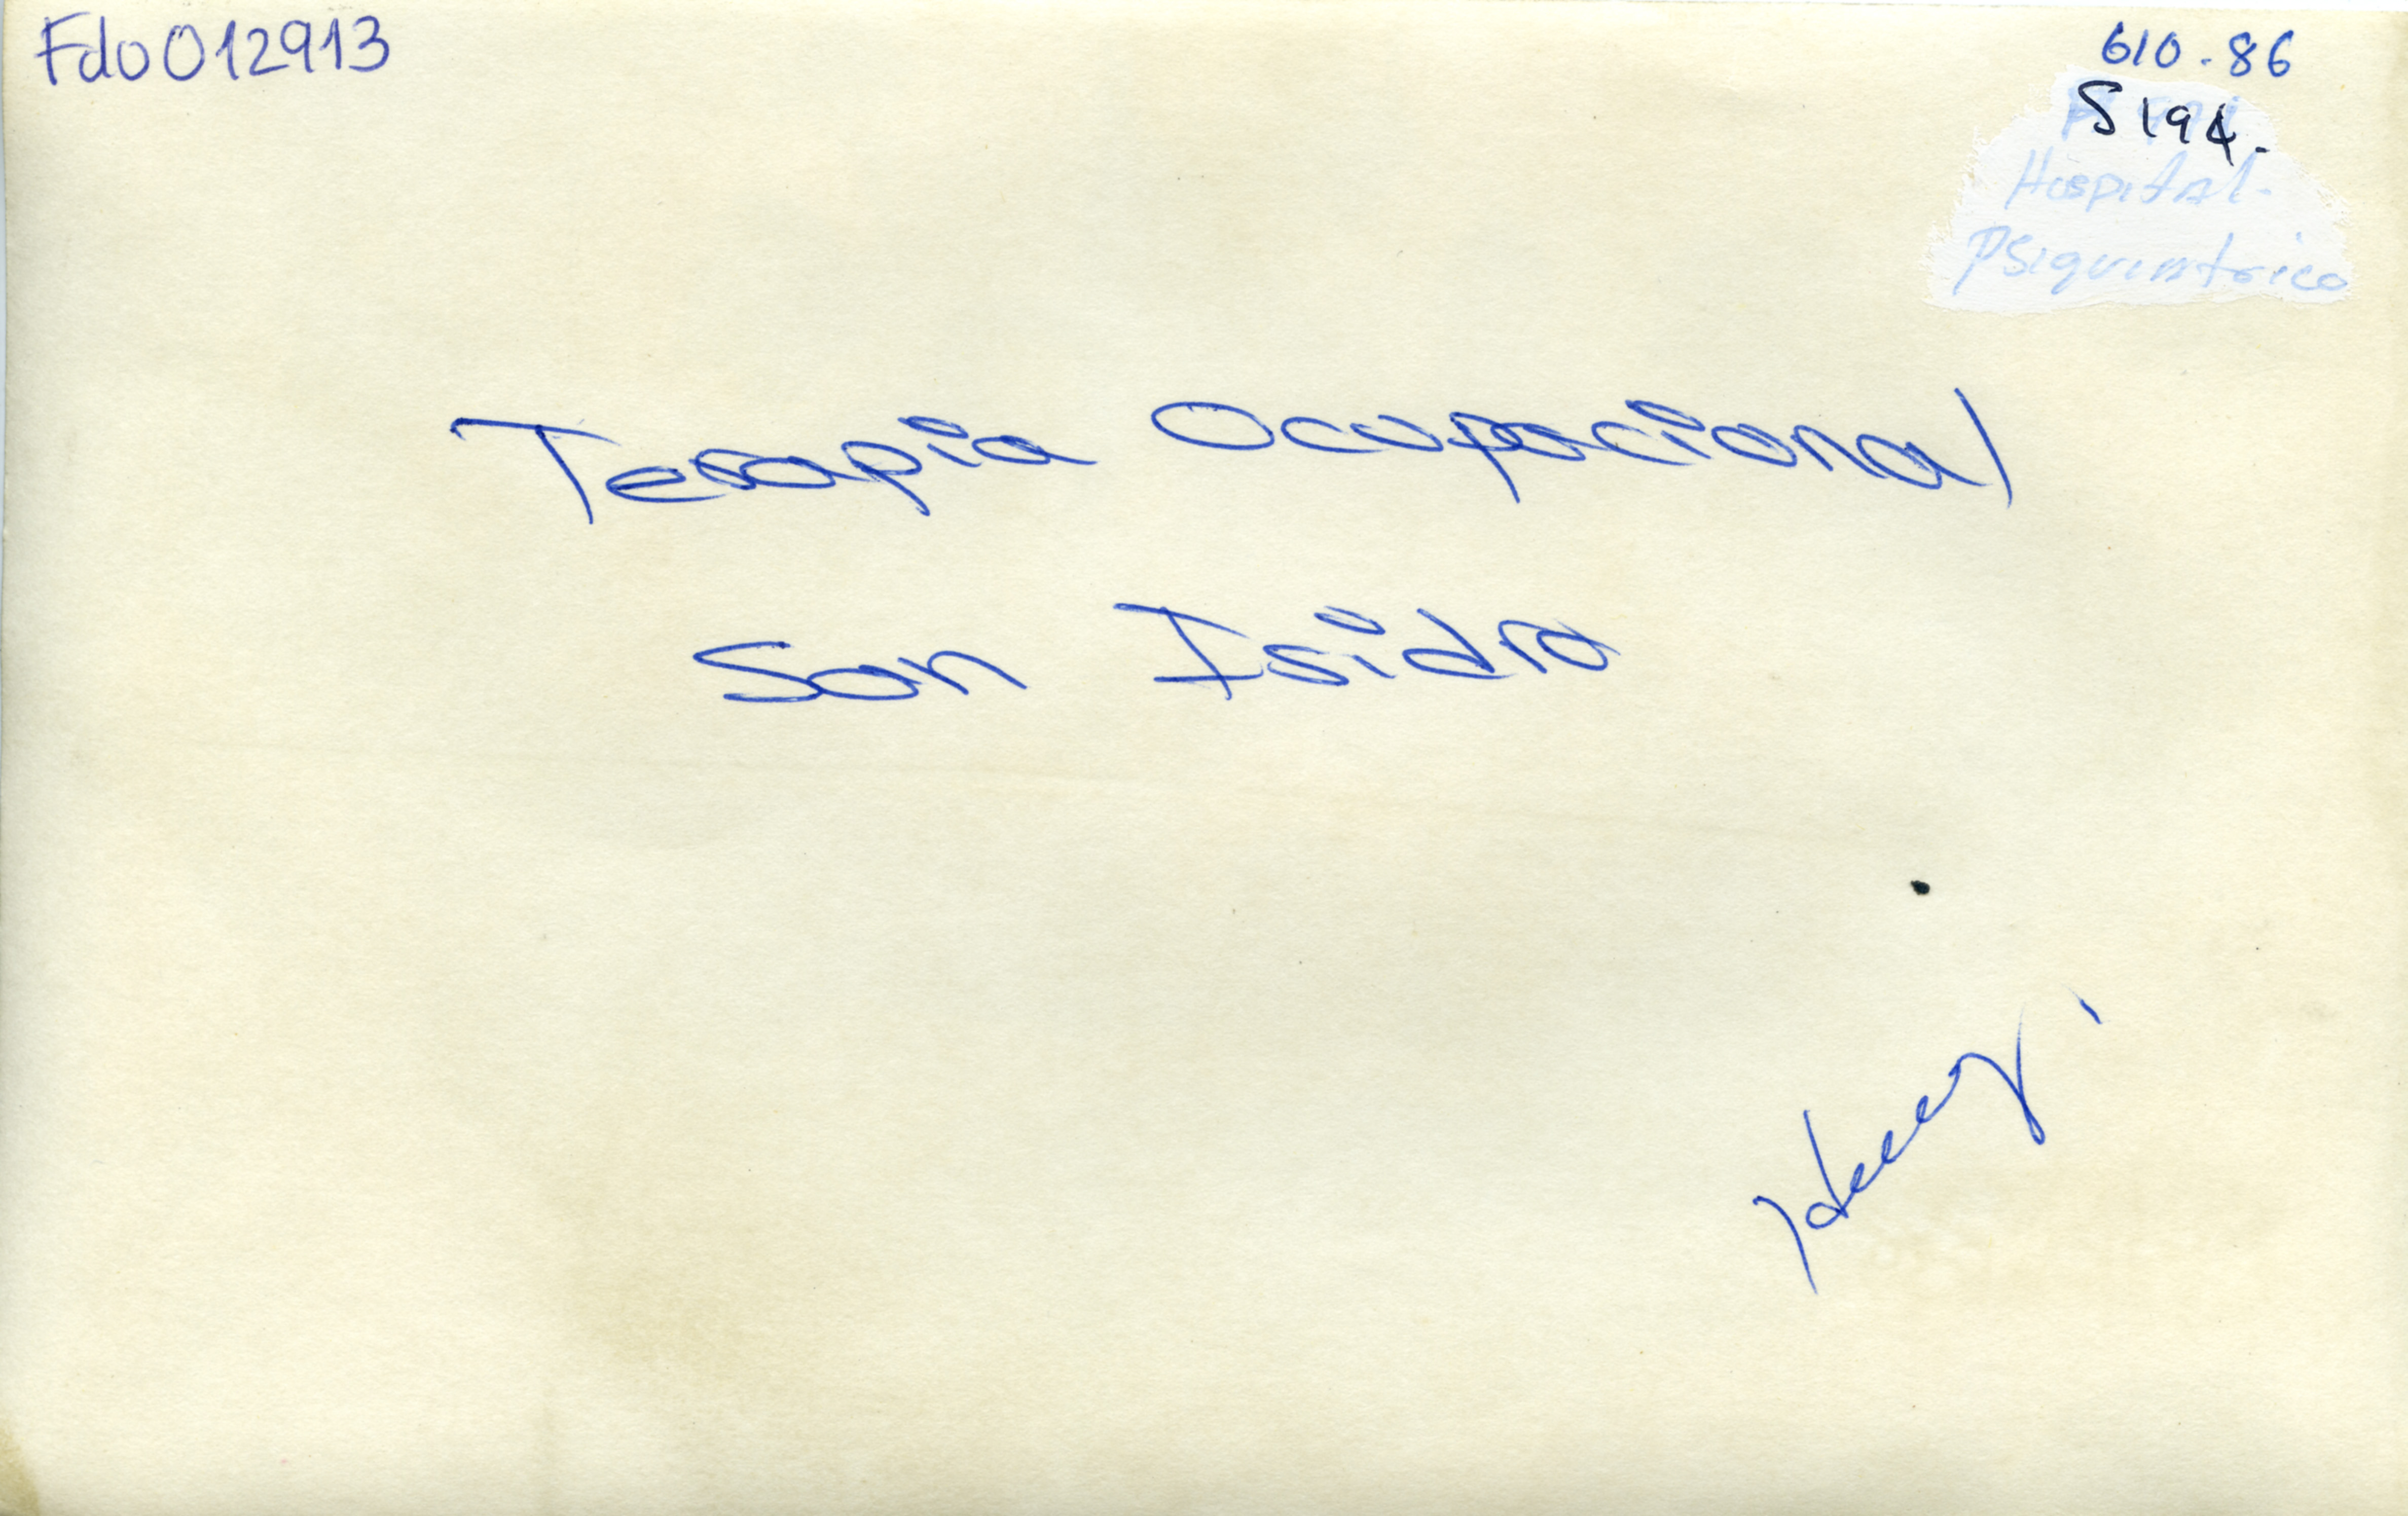 Fdo012913
610.86
S194.
Hospital
Psiquiatrico
Terapia Ocupacional
San Isidro